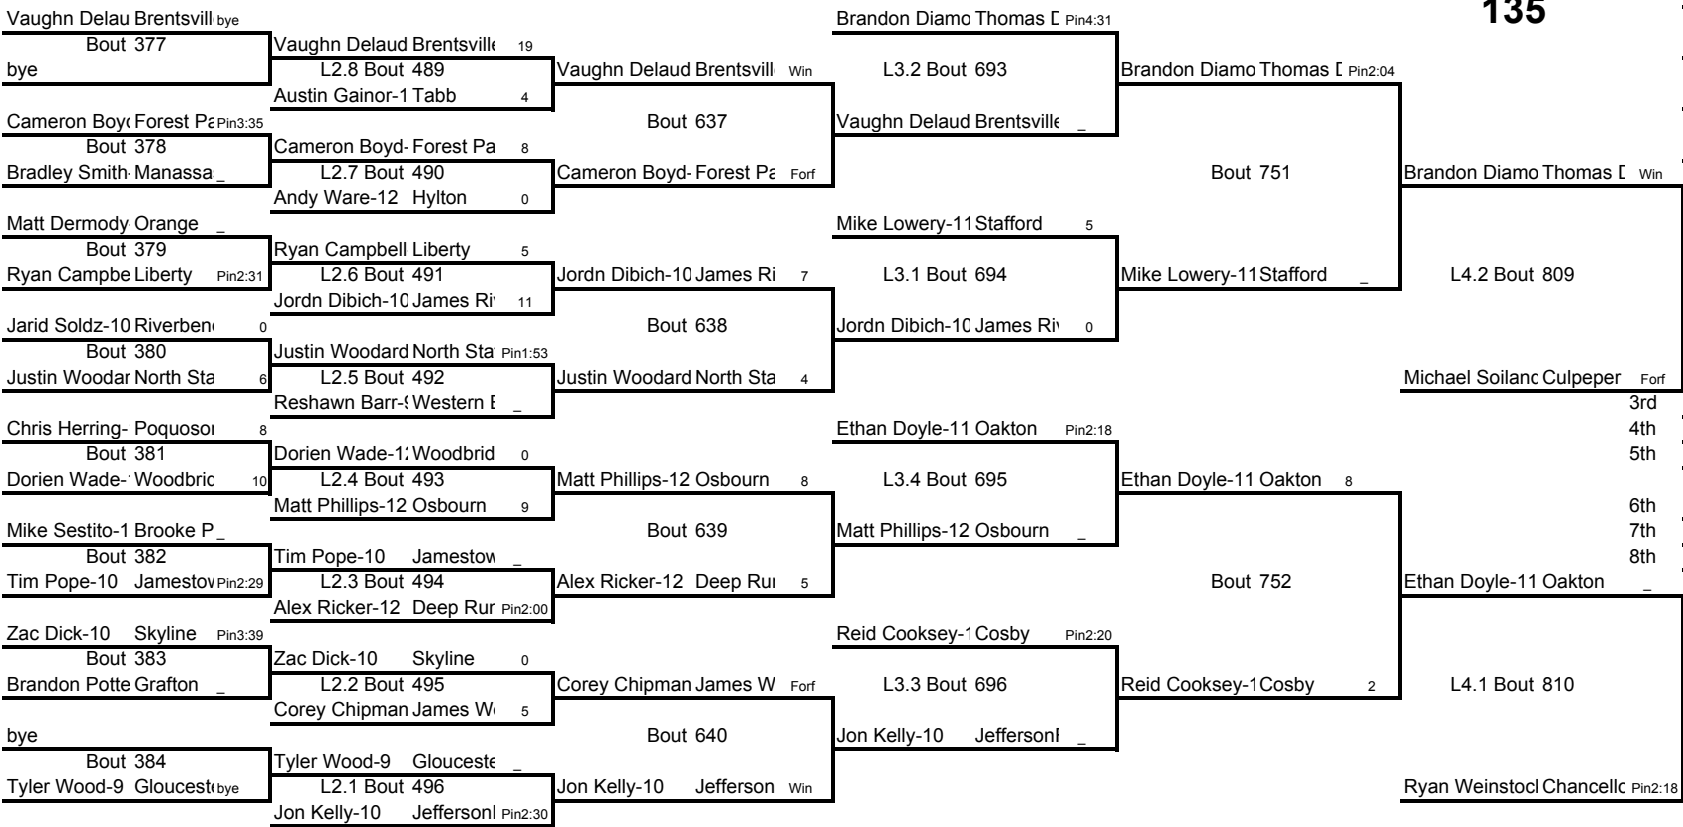 135
Vaughn Delau Brentsvill bye
Bout 377
bye
Cameron Boyd Forest Pa Pin3:35
Bout 378
Bradley Smith- Manassa _
Matt Dermody Orange _
Bout 379
Ryan Campbe Liberty Pin2:31
Jarid Soldz-10 Riverben 0
Bout 380
Justin Woodar North Sta 6
Chris Herring- Poquoson 8
Bout 381
Dorien Wade- Woodbrid 10
Mike Sestito-1 Brooke P _
Bout 382
Tim Pope-10 Jamestow Pin2:29
Zac Dick-10 Skyline Pin3:39
Bout 383
Brandon Potte Grafton _
bye
Bout 384
Tyler Wood-9 Glouceste bye
Vaughn Delaud Brentsville 19
L2.8 Bout 489
Austin Gainor-1 Tabb 4
Cameron Boyd- Forest Pa 8
L2.7 Bout 490
Andy Ware-12 Hylton 0
Ryan Campbell Liberty 5
L2.6 Bout 491
Jordn Dibich-10 James Riv 11
Justin Woodard North Sta Pin1:53
L2.5 Bout 492
Reshawn Barr-9 Western B _
Dorien Wade-12 Woodbrid 0
L2.4 Bout 493
Matt Phillips-12 Osbourn 9
Tim Pope-10 Jamestow _
L2.3 Bout 494
Alex Ricker-12 Deep Run Pin2:00
Zac Dick-10 Skyline 0
L2.2 Bout 495
Corey Chipman James Wo 5
Tyler Wood-9 Glouceste _
L2.1 Bout 496
Jon Kelly-10 Jefferson Pin2:30
Vaughn Delaud Brentsvill Win
Bout 637
Cameron Boyd- Forest Pa Forf
Jordn Dibich-10 James Ri 7
Bout 638
Justin Woodard North Sta 4
Matt Phillips-12 Osbourn 8
Bout 639
Alex Ricker-12 Deep Run 5
Corey Chipman James W Forf
Bout 640
Jon Kelly-10 Jefferson Win
Brandon Diamo Thomas D Pin4:31
L3.2 Bout 693
Vaughn Delaud Brentsville _
Mike Lowery-11 Stafford 5
L3.1 Bout 694
Jordn Dibich-10 James Riv 0
Ethan Doyle-11 Oakton Pin2:18
L3.4 Bout 695
Matt Phillips-12 Osbourn _
Reid Cooksey-1 Cosby Pin2:20
L3.3 Bout 696
Jon Kelly-10 JeffersonF _
Brandon Diamo Thomas D Pin2:04
Bout 751
Mike Lowery-11 Stafford _
Ethan Doyle-11 Oakton 8
Bout 752
Reid Cooksey-1 Cosby 2
Brandon Diamo Thomas D Win
L4.2 Bout 809
Michael Soilanc Culpeper Forf
3rd
4th
5th
6th
7th
8th
Ethan Doyle-11 Oakton _
L4.1 Bout 810
Ryan Weinstocl Chancellc Pin2:18